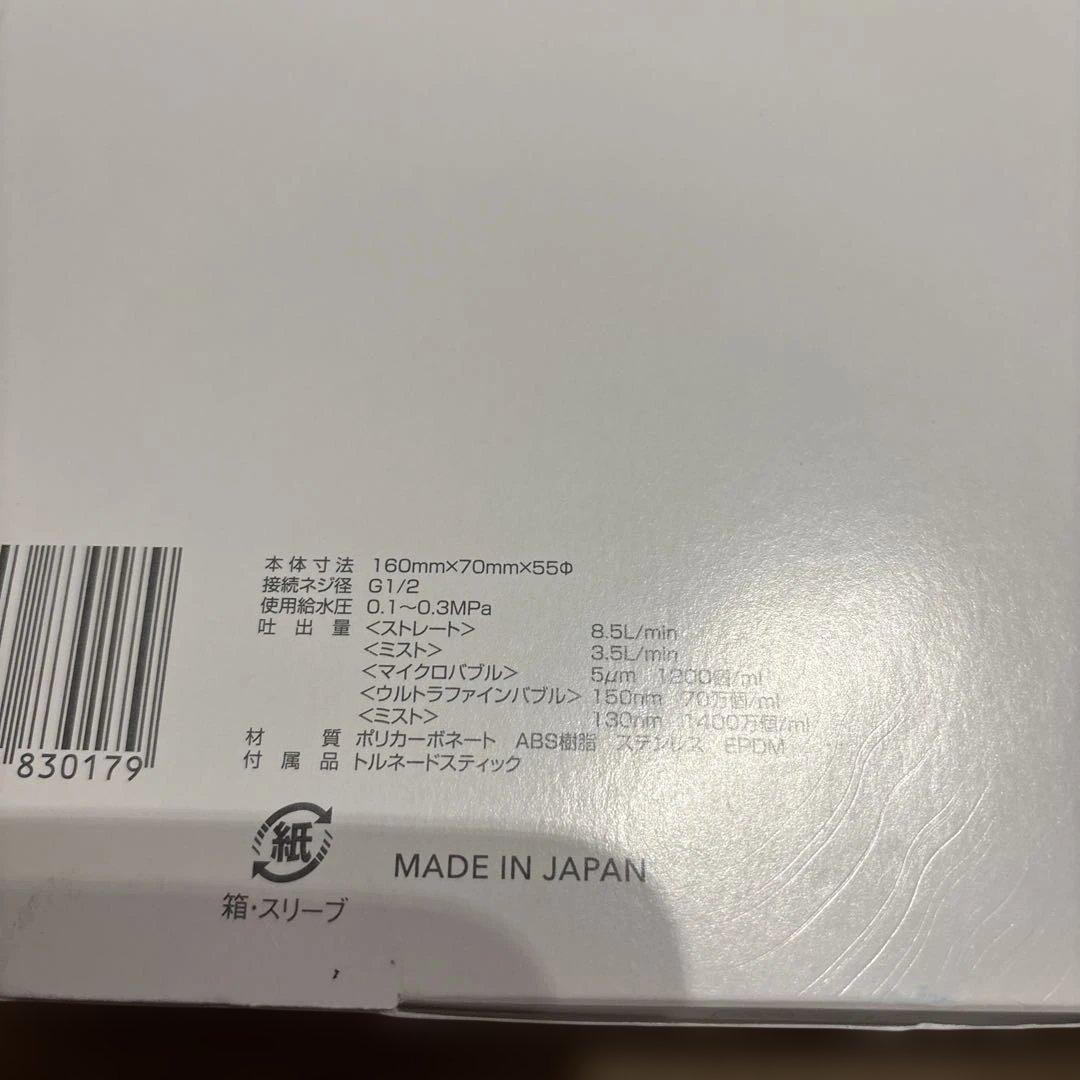 本体寸法 160mm×70mm×55Φ
接続ネジ径 G1/2
使用給水圧 0.1～0.3MPa
吐出量 <ストレート> 8.5L/min
<ミスト> 3.5L/min
<マイクロバブル> 5μm 1200個/ml
<ウルトラファインバブル> 150nm 70万個/ml
<ミスト> 130nm 1400万個/ml
材質 ポリカーボネート ABS樹脂 ステンレス EPDM
付属品 トルネードスティック
830179
紙
MADE IN JAPAN
箱・スリーブ